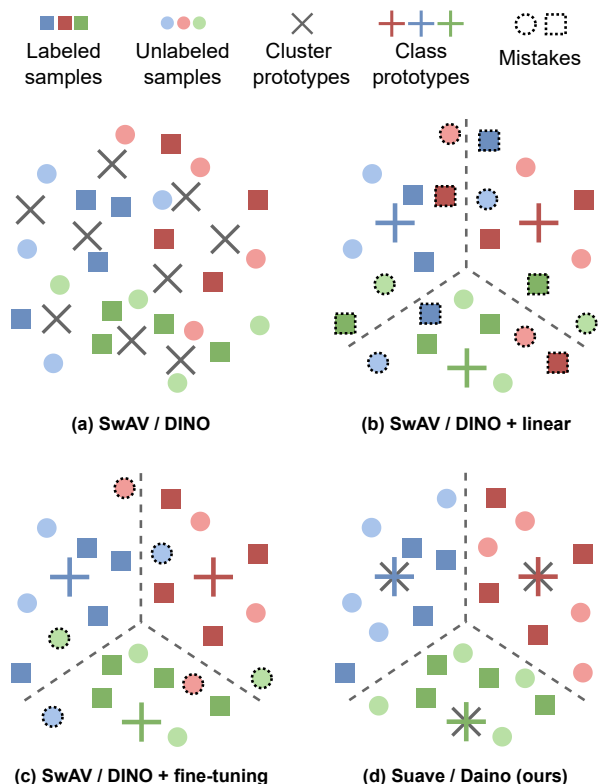 Labeled
samples
Unlabeled
samples
Cluster
prototypes
Class
prototypes
Mistakes
(a) SwAV / DINO
(b) SwAV / DINO + linear
(c) SwAV / DINO + fine-tuning
(d) Suave / Daino (ours)